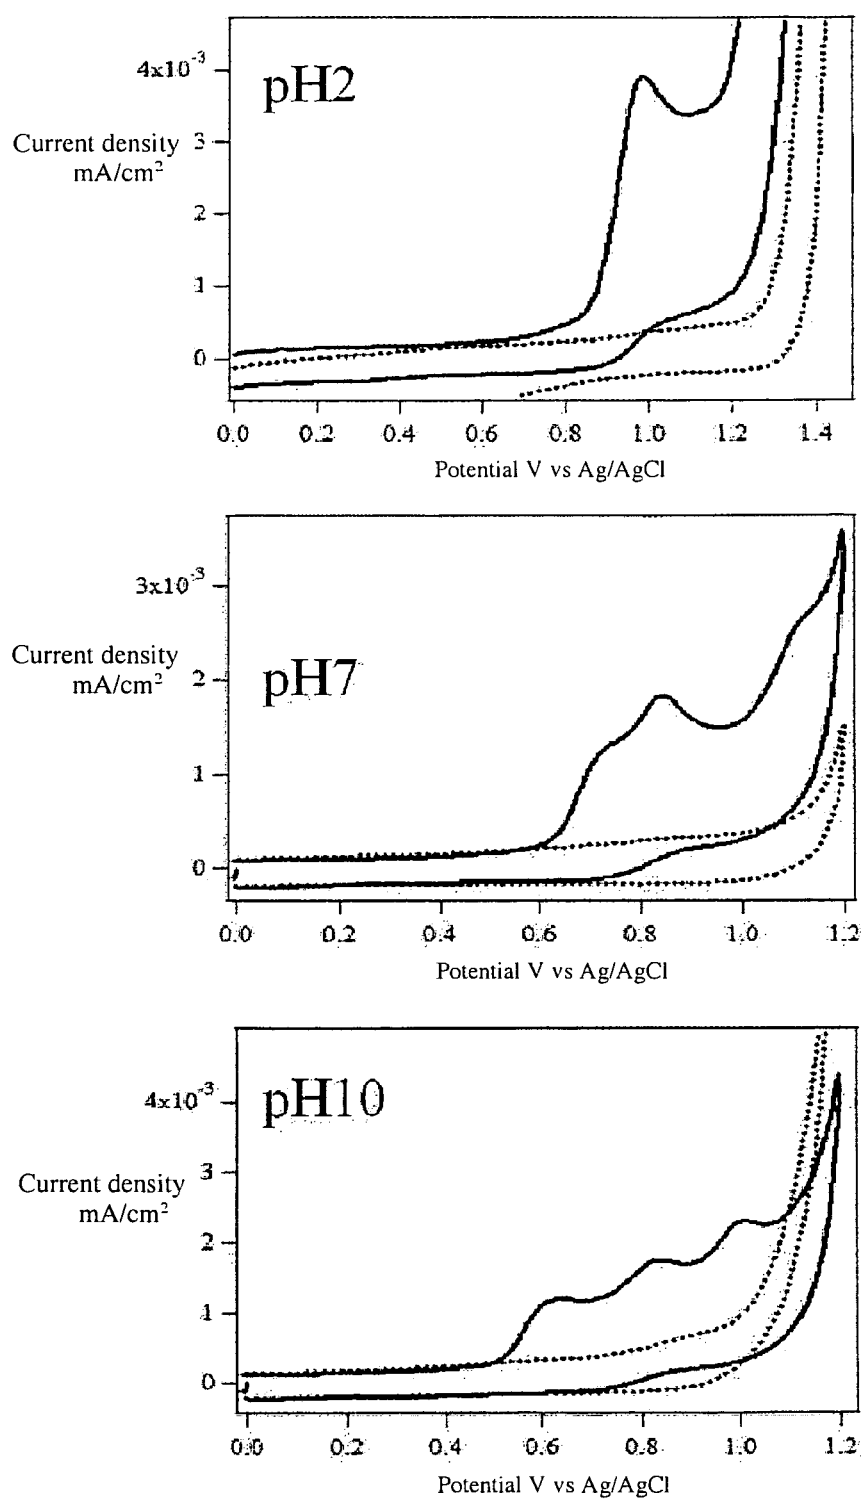 4x10⁻³
pH2
Current density
mA/cm²
3
2
1
0
0.0 0.2 0.4 0.6 0.8 1.0 1.2 1.4
Potential V vs Ag/AgCl
3x10⁻³
Current density
mA/cm²
2
pH7
1
0
0.0 0.2 0.4 0.6 0.8 1.0 1.2
Potential V vs Ag/AgCl
4x10⁻³
pH10
Current density
mA/cm²
3
2
1
0
0.0 0.2 0.4 0.6 0.8 1.0 1.2
Potential V vs Ag/AgCl